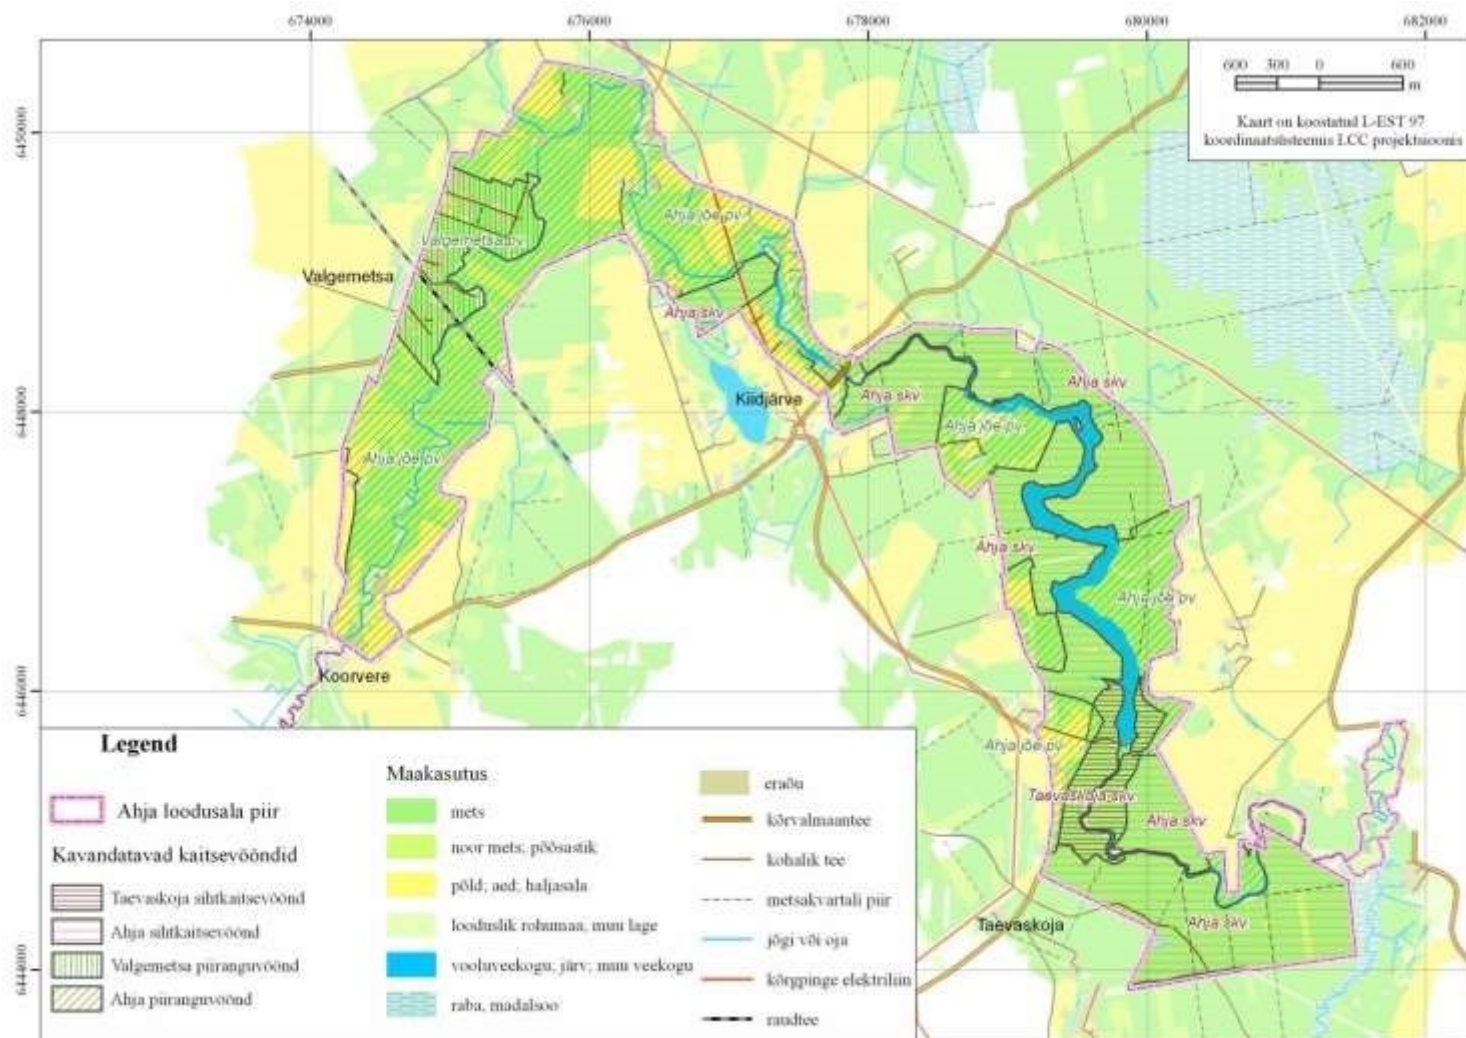 674000
676000
678000
680000
682000
6450000
6448000
6446000
6444000
600 300 0 600
m
Kaart on koostatud L-EST 97
koordinaatsüsteemis LCC projektsioonis
Ahja jõe pv
Valgemetsa pv
Valgemetsa
Ahja skv
Kiidjärve
Ahja skv
Ahja skv
Ahja jõe pv
Ahja jõe pv
Ahja skv
Ahja jõe pv
Koorvere
Ahja jõe pv
Taevaskoja skv
Ahja skv
Taevaskoja
Ahja skv
Legend
Ahja loodusala piir
Kavandatavad kaitsevööndid
Taevaskoja sihtkaitsevöönd
Ahja sihtkaitsevöönd
Valgemetsa piiranguvöönd
Ahja piiranguvöönd
Maakasutus
mets
noor mets; põõsastik
põld; aed; haljasala
looduslik rohumaa, muu lage
vooluveekogu; järv; muu veekogu
raba, madalsoo
eraõu
kõrvalmaantee
kohalik tee
metsakvartali piir
jõgi või oja
kõrgpinge elektriliin
raudtee